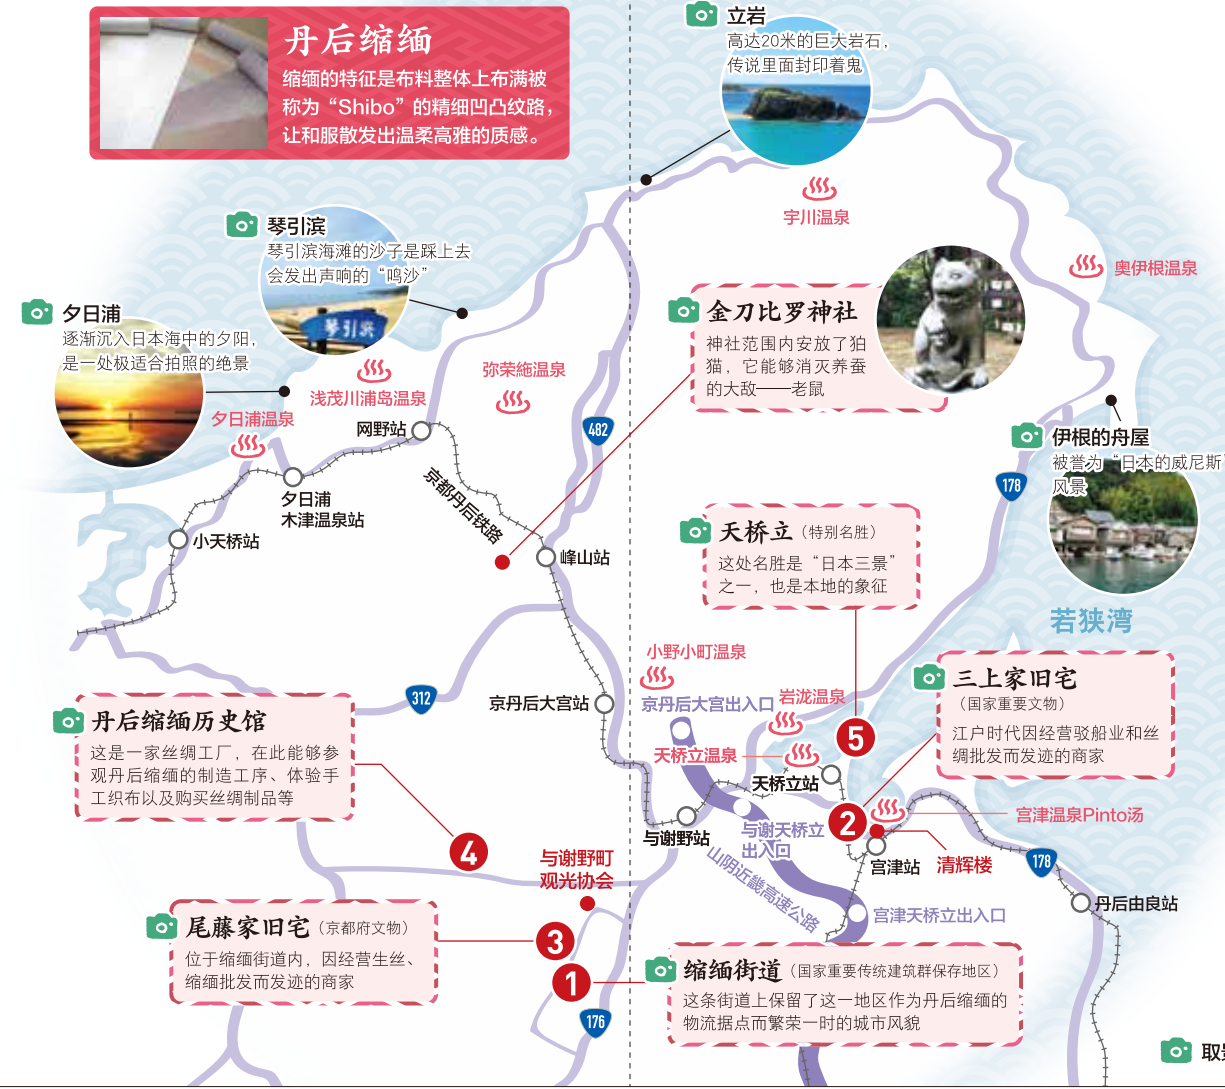 丹后缩缅
缩缅的特征是布料整体上布满被
称为“Shibo”的精细凹凸纹路，
让和服散发出温柔高雅的质感。
立岩
高达20米的巨大岩石，
传说里面封印着鬼
宇川温泉
琴引滨
琴引滨海滩的沙子是踩上去
会发出声响的“鸣沙”
琴引浜
奥伊根温泉
夕日浦
逐渐沉入日本海中的夕阳，
是一处极适合拍照的绝景
金刀比罗神社
神社范围内安放了狛
猫，它能够消灭养蚕
的大敌——老鼠
弥荣絁温泉
浅茂川浦岛温泉
夕日浦温泉
网野站
482
伊根的舟屋
被誉为“日本的威尼斯
风景
178
京都丹后铁路
夕日浦
木津温泉站
小天桥站
峰山站
天桥立（特别名胜）
这处名胜是“日本三景”
之一，也是本地的象征
若狭湾
小野小町温泉
三上家旧宅
（国家重要文物）
江户时代因经营驳船业和丝
绸批发而发迹的商家
312
京丹后大宫站
京丹后大宫出入口
岩泷温泉
5
丹后缩缅历史馆
这是一家丝绸工厂，在此能够参
观丹后缩缅的制造工序、体验手
工织布以及购买丝绸制品等
天桥立温泉
天桥立站
宫津温泉Pinto汤
2
与谢野站
与谢天桥立
出入口
4
与谢野町
观光协会
宫津站
清辉楼
178
山阴近畿高速公路
丹后由良站
宫津天桥立出入口
尾藤家旧宅（京都府文物）
位于缩缅街道内，因经营生丝、
缩缅批发而发迹的商家
3
1
176
缩缅街道（国家重要传统建筑群保存地区）
这条街道上保留了这一地区作为丹后缩缅的
物流据点而繁荣一时的城市风貌
取